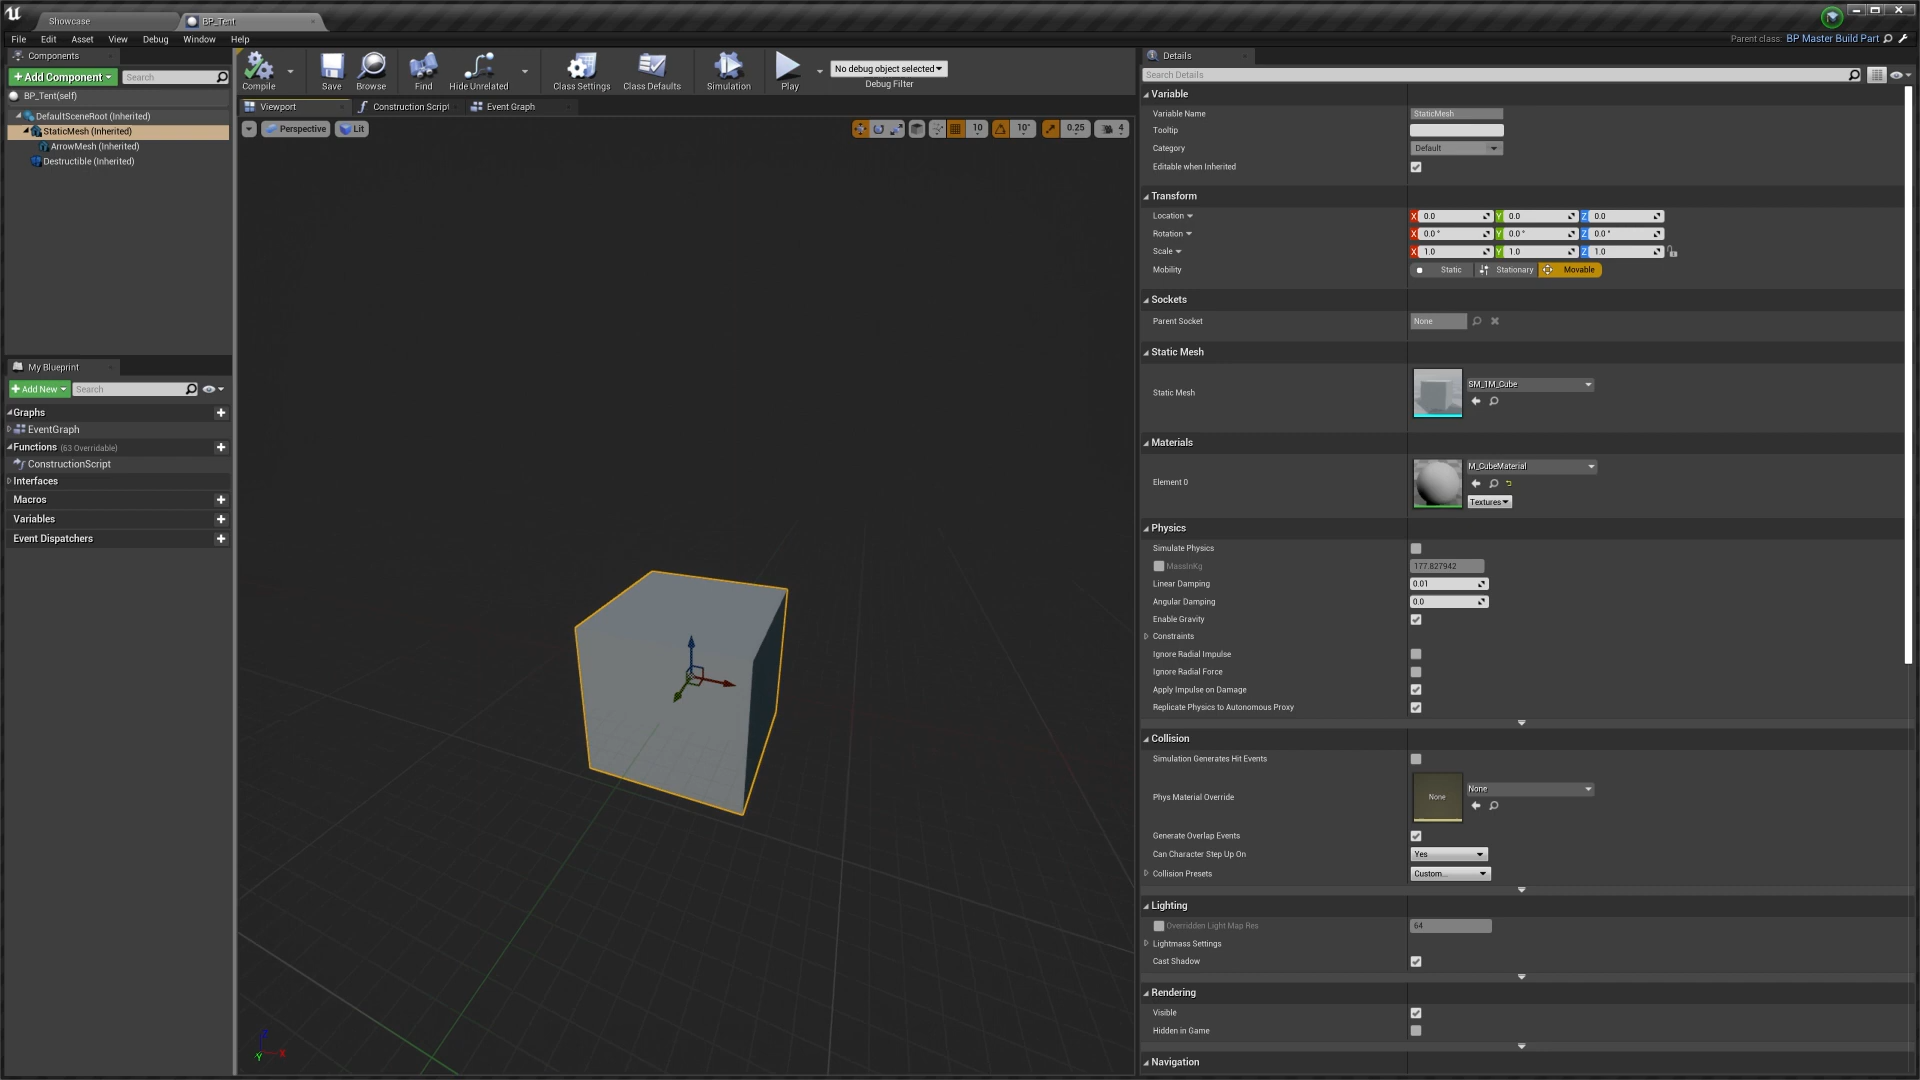 Showcase
BP_Tent
File Edit Asset View Debug Window Help
Parent class: BP Master Build Part
Components
+ Add Component
Search
BP_Tent(self)
DefaultSceneRoot (Inherited)
StaticMesh (Inherited)
ArrowMesh (Inherited)
Destructible (Inherited)
My Blueprint
+ Add New
Search
Graphs
EventGraph
Functions (63 Overridable)
ConstructionScript
Interfaces
Macros
Variables
Event Dispatchers
Compile
Save
Browse
Find
Hide Unrelated
Class Settings
Class Defaults
Simulation
Play
No debug object selected
Debug Filter
Viewport
Construction Script
Event Graph
Perspective
Lit
10
10°
0.25
4
Z
X
Y
Details
Search Details
Variable
Variable Name StaticMesh
Tooltip
Category Default
Editable when Inherited
Transform
Location X 0.0 Y 0.0 Z 0.0
Rotation X 0.0 ° Y 0.0 ° Z 0.0 °
Scale X 1.0 Y 1.0 Z 1.0
Mobility Static Stationary Movable
Sockets
Parent Socket None
Static Mesh
Static Mesh SM_1M_Cube
Materials
Element 0 M_CubeMaterial
Textures
Physics
Simulate Physics
MassInKg 177.827942
Linear Damping 0.01
Angular Damping 0.0
Enable Gravity
Constraints
Ignore Radial Impulse
Ignore Radial Force
Apply Impulse on Damage
Replicate Physics to Autonomous Proxy
Collision
Simulation Generates Hit Events
Phys Material Override None None
Generate Overlap Events
Can Character Step Up On Yes
Collision Presets Custom...
Lighting
Overridden Light Map Res 64
Lightmass Settings
Cast Shadow
Rendering
Visible
Hidden in Game
Navigation